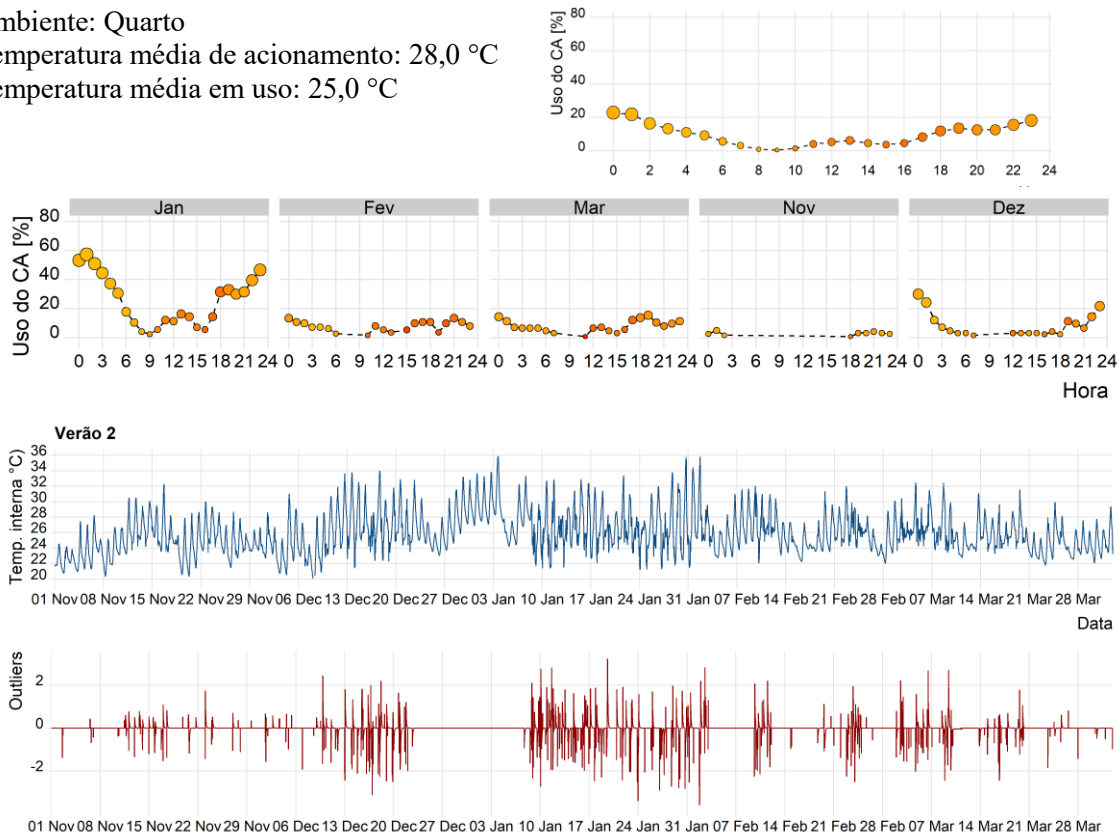 mbiente: Quarto
emperatura média de acionamento: 28,0 °C
emperatura média em uso: 25,0 °C
Uso do CA [%]
80
60
40
20
0
0 2 4 6 8 10 12 14 16 18 20 22 24
Jan Fev Mar Nov Dez
Uso do CA [%]
80
60
40
20
0
0 3 6 9 12 15 18 21 24 0 3 6 9 12 15 18 21 24 0 3 6 9 12 15 18 21 24 0 3 6 9 12 15 18 21 24 0 3 6 9 12 15 18 21 24
Hora
Verão 2
Temp. interna °C)
36
34
32
30
28
26
24
22
20
01 Nov 08 Nov 15 Nov 22 Nov 29 Nov 06 Dec 13 Dec 20 Dec 27 Dec 03 Jan 10 Jan 17 Jan 24 Jan 31 Jan 07 Feb 14 Feb 21 Feb 28 Feb 07 Mar 14 Mar 21 Mar 28 Mar
Data
Outliers
2
0
-2
01 Nov 08 Nov 15 Nov 22 Nov 29 Nov 06 Dec 13 Dec 20 Dec 27 Dec 03 Jan 10 Jan 17 Jan 24 Jan 31 Jan 07 Feb 14 Feb 21 Feb 28 Feb 07 Mar 14 Mar 21 Mar 28 Mar